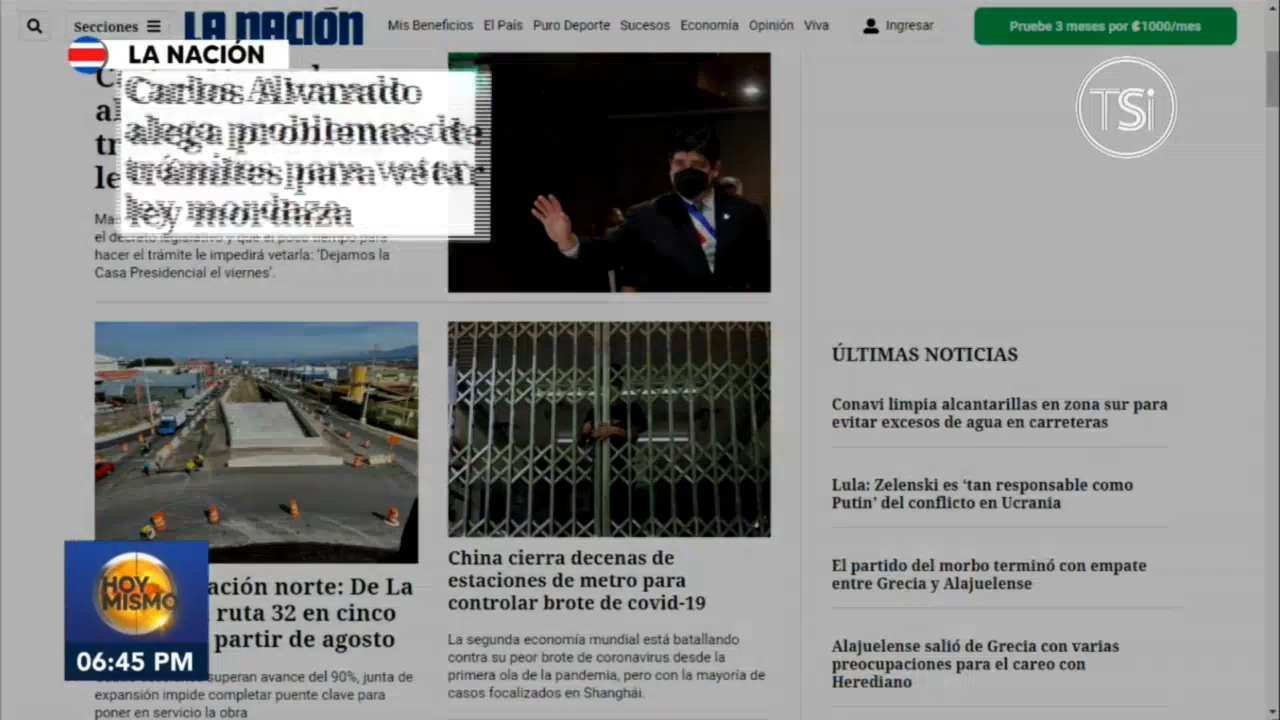 Secciones
LA NACIÓN
Mis Beneficios
El País
Puro Deporte
Sucesos
Economía
Opinión
Viva
Ingresar
Pruebe 3 meses por ₡1000/mes
LA NACIÓN
TSi
Carlos Alvarado
alega problemas de
trámites para vetar
ley mordaza
el decreto legislativo y que el poco tiempo para
hacer el trámite le impedirá vetarla: ‘Dejamos la
Casa Presidencial el viernes’.
ación norte: De La
ruta 32 en cinco
partir de agosto
superan avance del 90%, junta de
expansión impide completar puente clave para
poner en servicio la obra
China cierra decenas de
estaciones de metro para
controlar brote de covid-19
La segunda economía mundial está batallando
contra su peor brote de coronavirus desde la
primera ola de la pandemia, pero con la mayoría de
casos focalizados en Shanghái.
ÚLTIMAS NOTICIAS
Conavi limpia alcantarillas en zona sur para
evitar excesos de agua en carreteras
Lula: Zelenski es ‘tan responsable como
Putin’ del conflicto en Ucrania
El partido del morbo terminó con empate
entre Grecia y Alajuelense
Alajuelense salió de Grecia con varias
preocupaciones para el careo con
Herediano
HOY
MISMO
06:45 PM